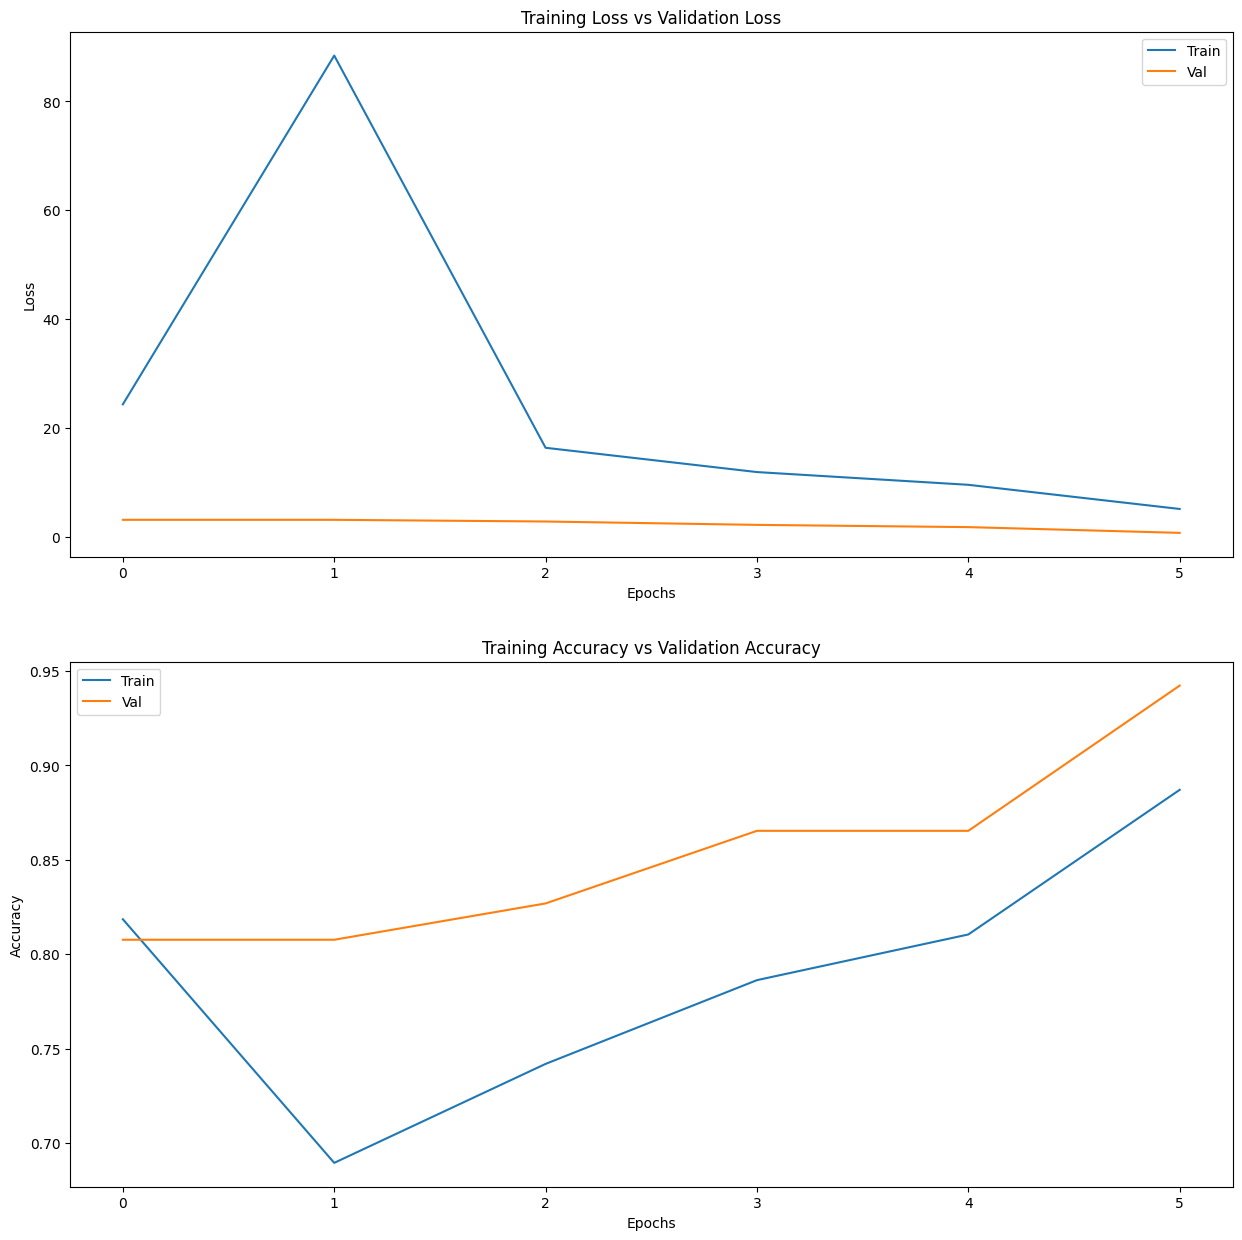 Training Loss vs Validation Loss
Train
Val
80
60
40
20
0
Loss
0 1 2 3 4 5
Epochs
Training Accuracy vs Validation Accuracy
Train
Val
0.95
0.90
0.85
0.80
0.75
0.70
Accuracy
0 1 2 3 4 5
Epochs